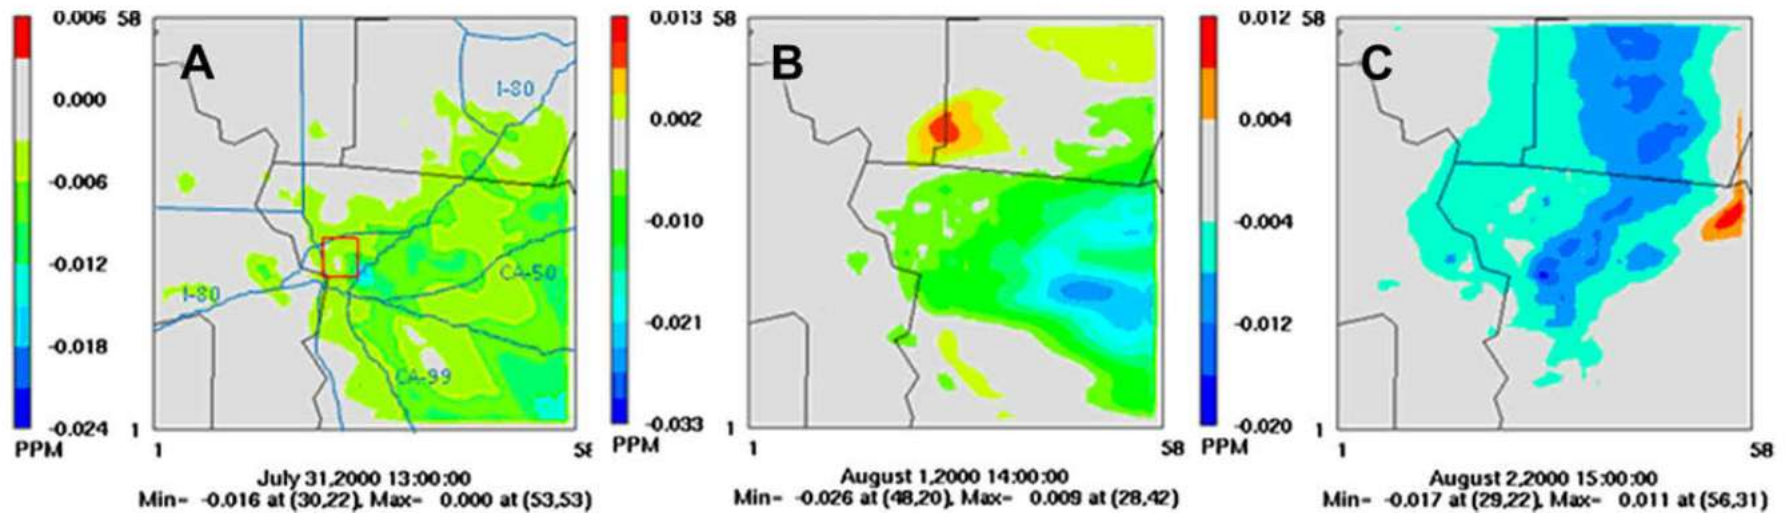 0.006 58 0.013 58 0.012 58
A B C
I-80
0.000 0.002 0.004
-0.006 -0.010 -0.004
-0.012 CA-50
I-80
-0.018 -0.021 -0.012
CA-99
-0.024 1 -0.033 1 -0.020 1
PPM 1 58 PPM 1 58 PPM 1 58
July 31,2000 13:00:00 August 1,2000 14:00:00 August 2,2000 15:00:00
Min= -0.016 at (30,22), Max= 0.000 at (53,53) Min= -0.026 at (48,20), Max= 0.009 at (28,42) Min= -0.017 at (29,22), Max= 0.011 at (56,31)